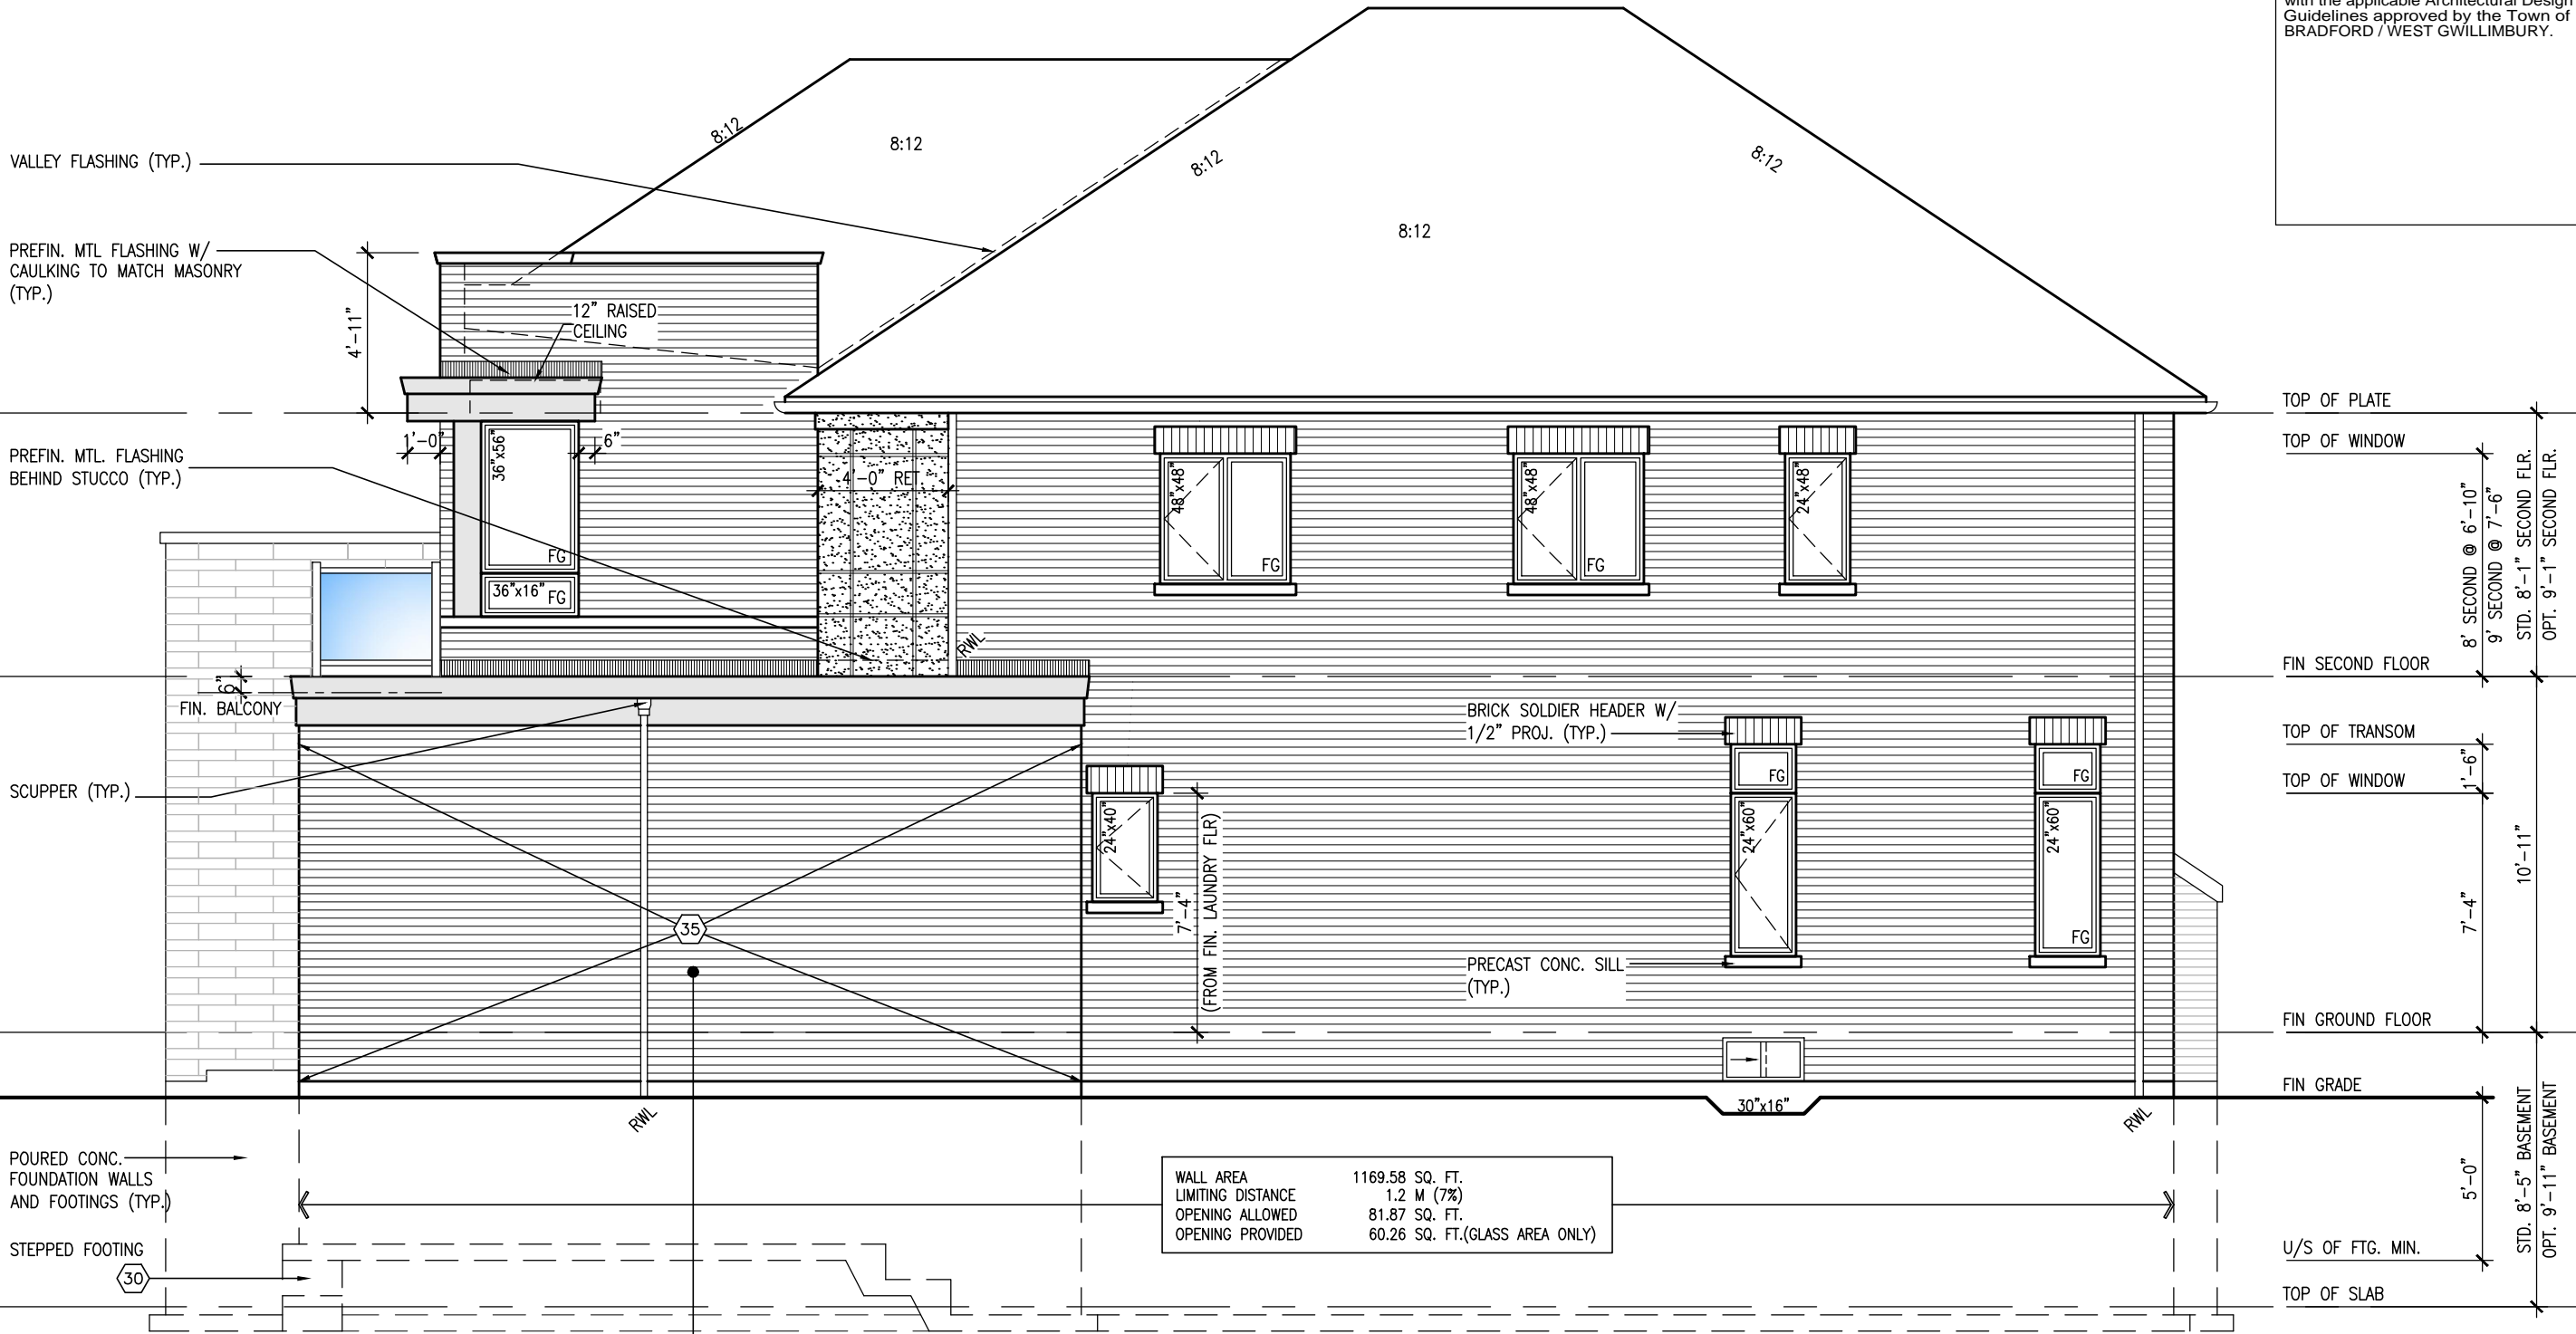 with the applicable Architectural Design
Guidelines approved by the Town of
BRADFORD / WEST GWILLIMBURY.
8:12
8:12
8:12
8:12
8:12
VALLEY FLASHING (TYP.)
PREFIN. MTL FLASHING W/
CAULKING TO MATCH MASONRY
(TYP.)
4'-11"
12" RAISED
CEILING
PREFIN. MTL. FLASHING
BEHIND STUCCO (TYP.)
1'-0"
6"
36"x56"
FG
36"x16" FG
4'-0" RET.
48"x48"
FG
48"x48"
FG
24"x48"
RWL
6"
FIN. BALCONY
SCUPPER (TYP.)
BRICK SOLDIER HEADER W/
1/2" PROJ. (TYP.)
24"x40"
7'-4"
(FROM FIN. LAUNDRY FLR)
FG
24"x60"
FG
24"x60"
FG
35
PRECAST CONC. SILL
(TYP.)
30"x16"
RWL
RWL
TOP OF PLATE
TOP OF WINDOW
8' SECOND @ 6'-10"
9' SECOND @ 7'-6"
STD. 8'-1" SECOND FLR.
OPT. 9'-1" SECOND FLR.
FIN SECOND FLOOR
TOP OF TRANSOM
1'-6"
TOP OF WINDOW
7'-4"
10'-11"
FIN GROUND FLOOR
FIN GRADE
5'-0"
STD. 8'-5" BASEMENT
OPT. 9'-11" BASEMENT
U/S OF FTG. MIN.
TOP OF SLAB
POURED CONC.
FOUNDATION WALLS
AND FOOTINGS (TYP.)
STEPPED FOOTING
30
WALL AREA 1169.58 SQ. FT.
LIMITING DISTANCE 1.2 M (7%)
OPENING ALLOWED 81.87 SQ. FT.
OPENING PROVIDED 60.26 SQ. FT.(GLASS AREA ONLY)